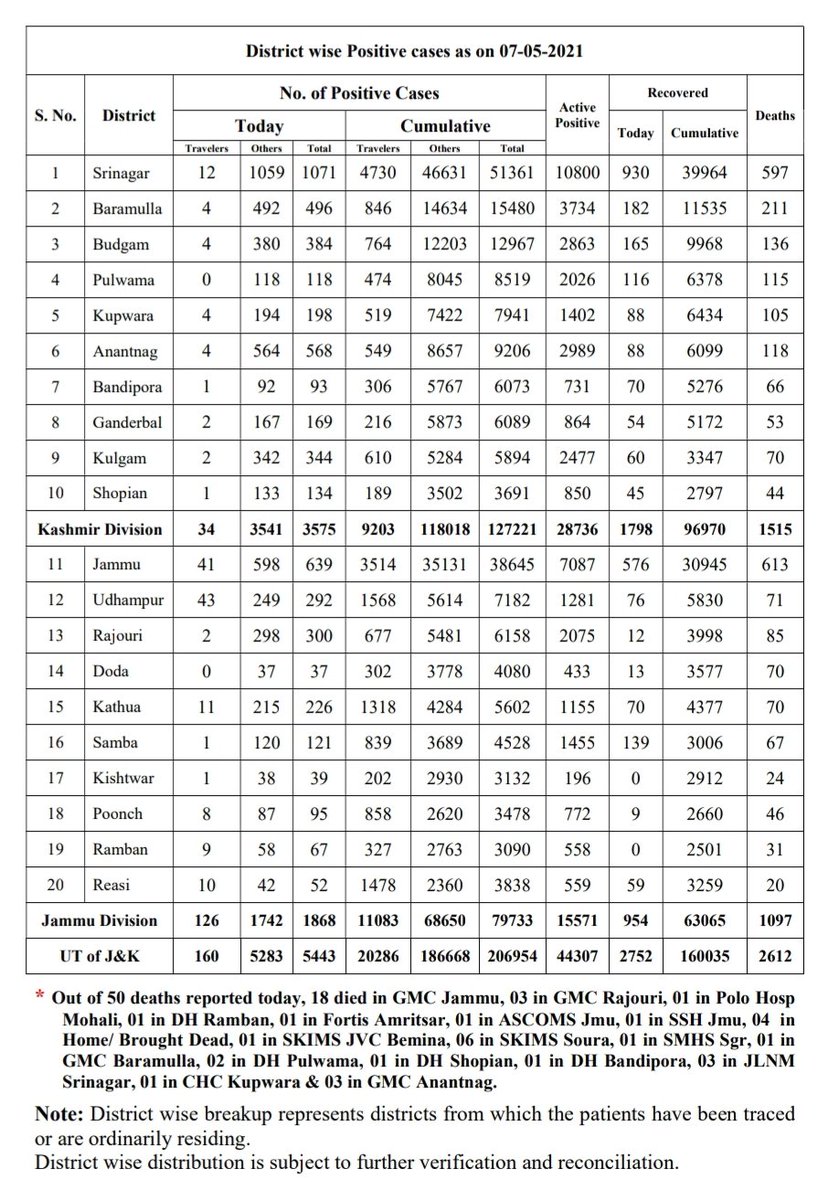 District wise Positive cases as on 07-05-2021
S. No. District No. of Positive Cases Active Positive Recovered Deaths
Today Cumulative Today Cumulative
Travelers Others Total Travelers Others Total
1 Srinagar 12 1059 1071 4730 46631 51361 10800 930 39964 597
2 Baramulla 4 492 496 846 14634 15480 3734 182 11535 211
3 Budgam 4 380 384 764 12203 12967 2863 165 9968 136
4 Pulwama 0 118 118 474 8045 8519 2026 116 6378 115
5 Kupwara 4 194 198 519 7422 7941 1402 88 6434 105
6 Anantnag 4 564 568 549 8657 9206 2989 88 6099 118
7 Bandipora 1 92 93 306 5767 6073 731 70 5276 66
8 Ganderbal 2 167 169 216 5873 6089 864 54 5172 53
9 Kulgam 2 342 344 610 5284 5894 2477 60 3347 70
10 Shopian 1 133 134 189 3502 3691 850 45 2797 44
Kashmir Division 34 3541 3575 9203 118018 127221 28736 1798 96970 1515
11 Jammu 41 598 639 3514 35131 38645 7087 576 30945 613
12 Udhampur 43 249 292 1568 5614 7182 1281 76 5830 71
13 Rajouri 2 298 300 677 5481 6158 2075 12 3998 85
14 Doda 0 37 37 302 3778 4080 433 13 3577 70
15 Kathua 11 215 226 1318 4284 5602 1155 70 4377 70
16 Samba 1 120 121 839 3689 4528 1455 139 3006 67
17 Kishtwar 1 38 39 202 2930 3132 196 0 2912 24
18 Poonch 8 87 95 858 2620 3478 772 9 2660 46
19 Ramban 9 58 67 327 2763 3090 558 0 2501 31
20 Reasi 10 42 52 1478 2360 3838 559 59 3259 20
Jammu Division 126 1742 1868 11083 68650 79733 15571 954 63065 1097
UT of J&K 160 5283 5443 20286 186668 206954 44307 2752 160035 2612
* Out of 50 deaths reported today, 18 died in GMC Jammu, 03 in GMC Rajouri, 01 in Polo Hosp
Mohali, 01 in DH Ramban, 01 in Fortis Amritsar, 01 in ASCOMS Jmu, 01 in SSH Jmu, 04 in
Home/ Brought Dead, 01 in SKIMS JVC Bemina, 06 in SKIMS Soura, 01 in SMHS Sgr, 01 in
GMC Baramulla, 02 in DH Pulwama, 01 in DH Shopian, 01 in DH Bandipora, 03 in JLNM
Srinagar, 01 in CHC Kupwara & 03 in GMC Anantnag.
Note: District wise breakup represents districts from which the patients have been traced
or are ordinarily residing.
District wise distribution is subject to further verification and reconciliation.